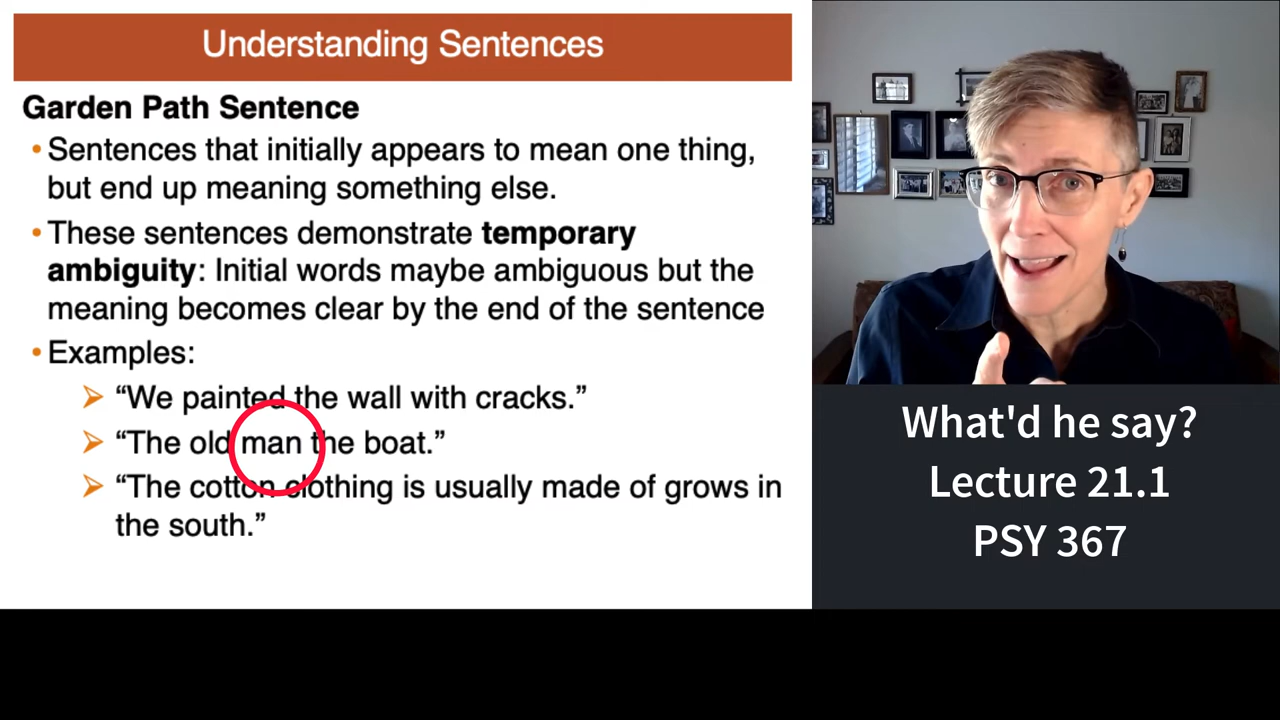 Understanding Sentences
Garden Path Sentence
• Sentences that initially appears to mean one thing,
but end up meaning something else.
• These sentences demonstrate temporary
ambiguity: Initial words maybe ambiguous but the
meaning becomes clear by the end of the sentence
• Examples:
➢ “We painted the wall with cracks.”
➢ “The old man the boat.”
➢ “The cotton clothing is usually made of grows in
the south.”
What'd he say?
Lecture 21.1
PSY 367